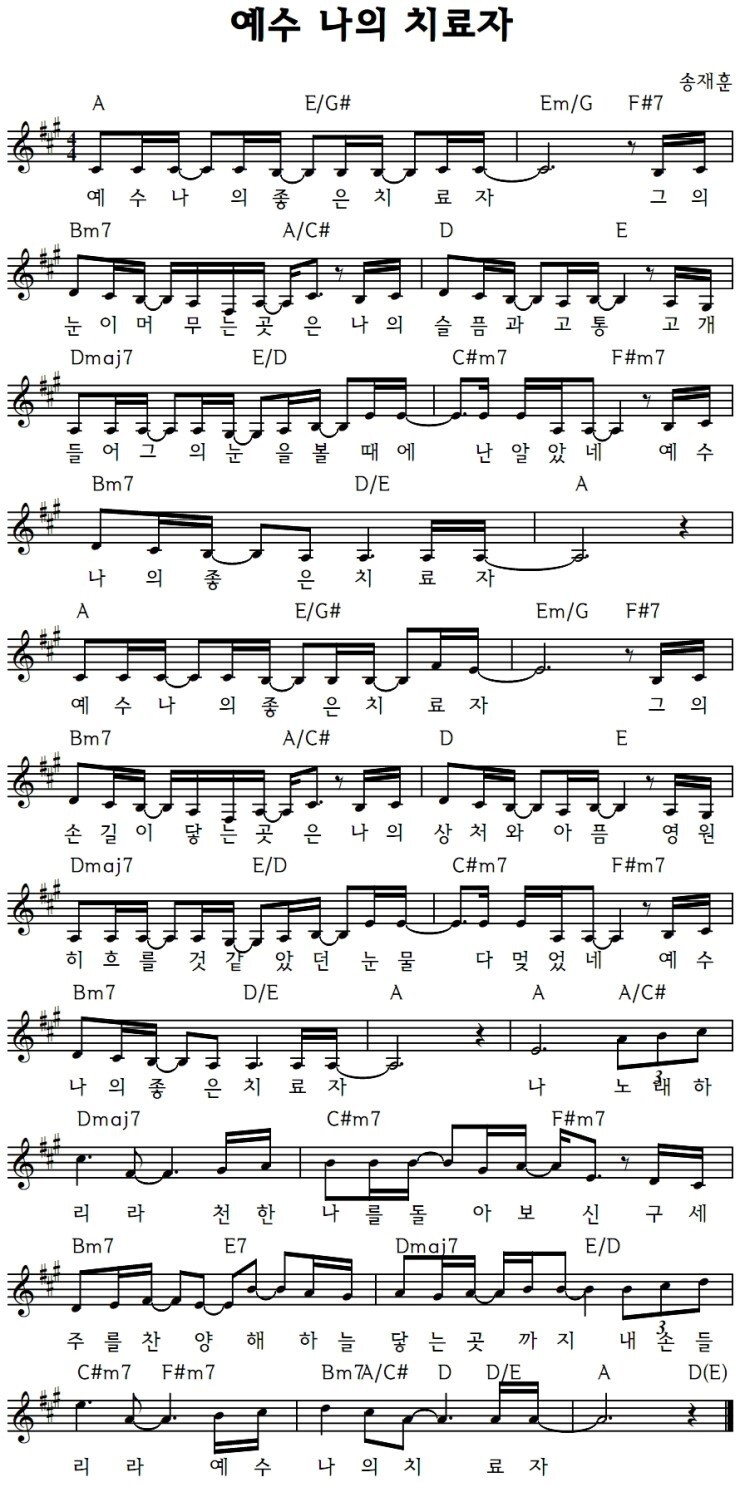 예수 나의 치료자
송재훈
A E/G# Em/G F#7
4
4
예 수 나 의 좋 은 치 료 자 그 의
Bm7 A/C# D E
눈 이 머 무 는 곳 은 나 의 슬 픔 과 고 통 고 개
Dmaj7 E/D C#m7 F#m7
들 어 그 의 눈 을 볼 때 에 난 알 았 네 예 수
Bm7 D/E A
나 의 좋 은 치 료 자
A E/G# Em/G F#7
예 수 나 의 좋 은 치 료 자 그 의
Bm7 A/C# D E
손 길 이 닿 는 곳 은 나 의 상 처 와 아 픔 영 원
Dmaj7 E/D C#m7 F#m7
히 흐 를 것 같 았 던 눈 물 다 멎 었 네 예 수
Bm7 D/E A A A/C#
3
나 의 좋 은 치 료 자 나 노 래 하
Dmaj7 C#m7 F#m7
리 라 천 한 나 를 돌 아 보 신 구 세
Bm7 E7 Dmaj7 E/D
3
주 를 찬 양 해 하 늘 닿 는 곳 까 지 내 손 들
C#m7 F#m7 Bm7 A/C# D D/E A D(E)
리 라 예 수 나 의 치 료 자